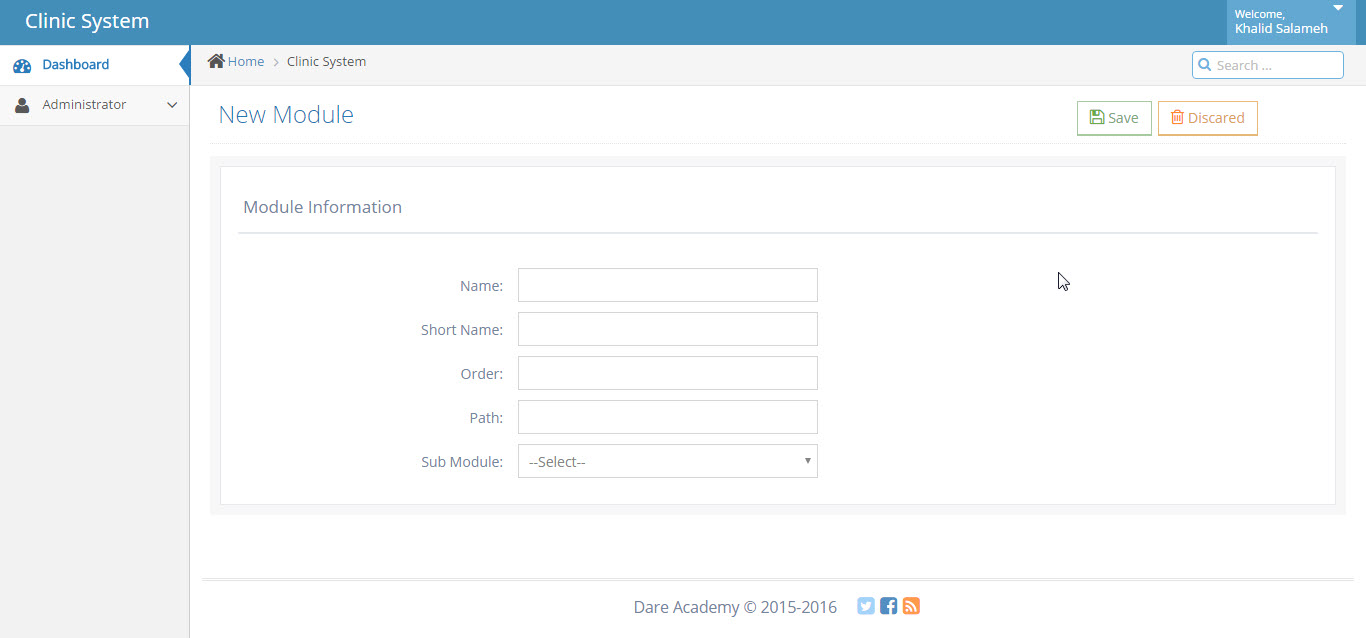 Clinic System
Welcome,
Khalid Salameh
Dashboard
Administrator
Home > Clinic System
Search ...
New Module
Save
Discared
Module Information
Name:
Short Name:
Order:
Path:
Sub Module: --Select--
Dare Academy © 2015-2016